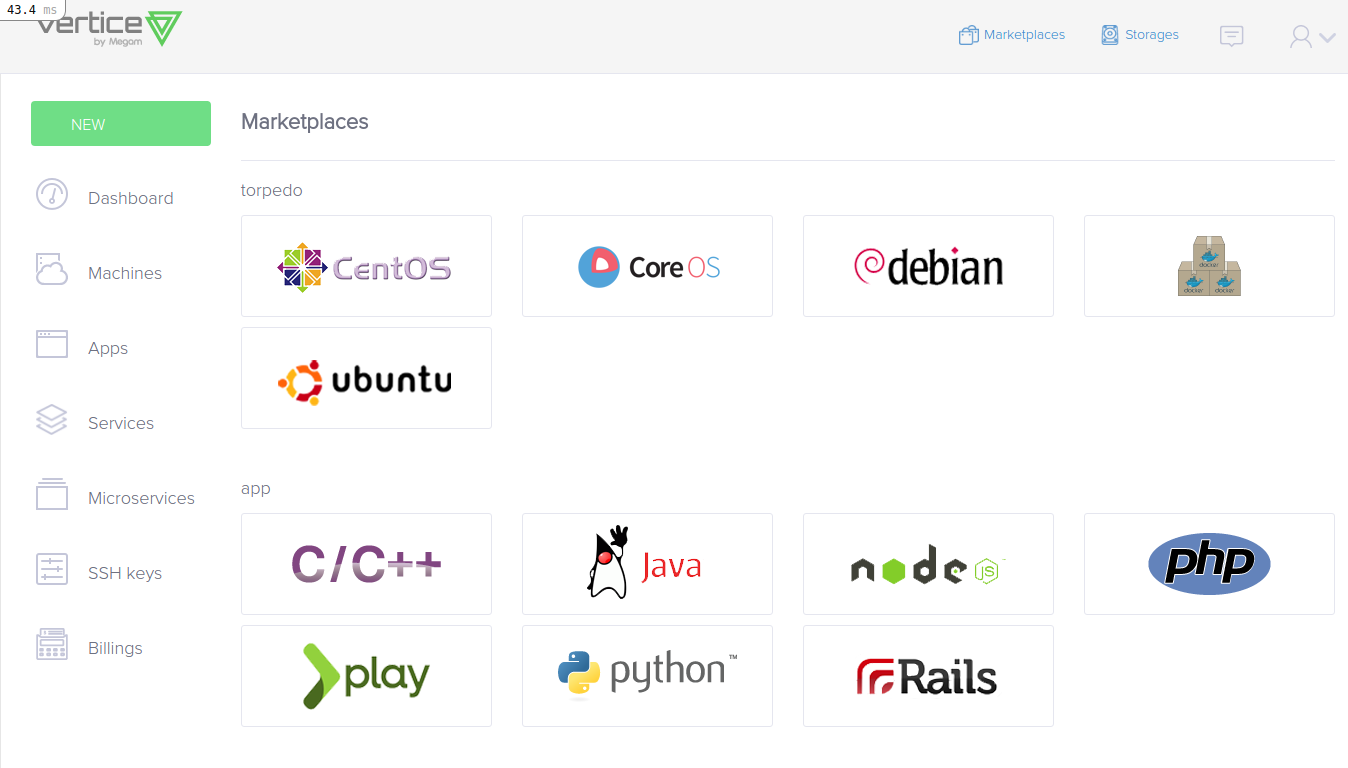 43.4 ms
vertice
by Megam
Marketplaces
Storages
NEW
Marketplaces
Dashboard
Machines
Apps
Services
Microservices
SSH keys
Billings
torpedo
CentOS
Core OS
debian
docker
docker
docker
ubuntu
app
C/C++
Java
node JS
php
play
python™
Rails